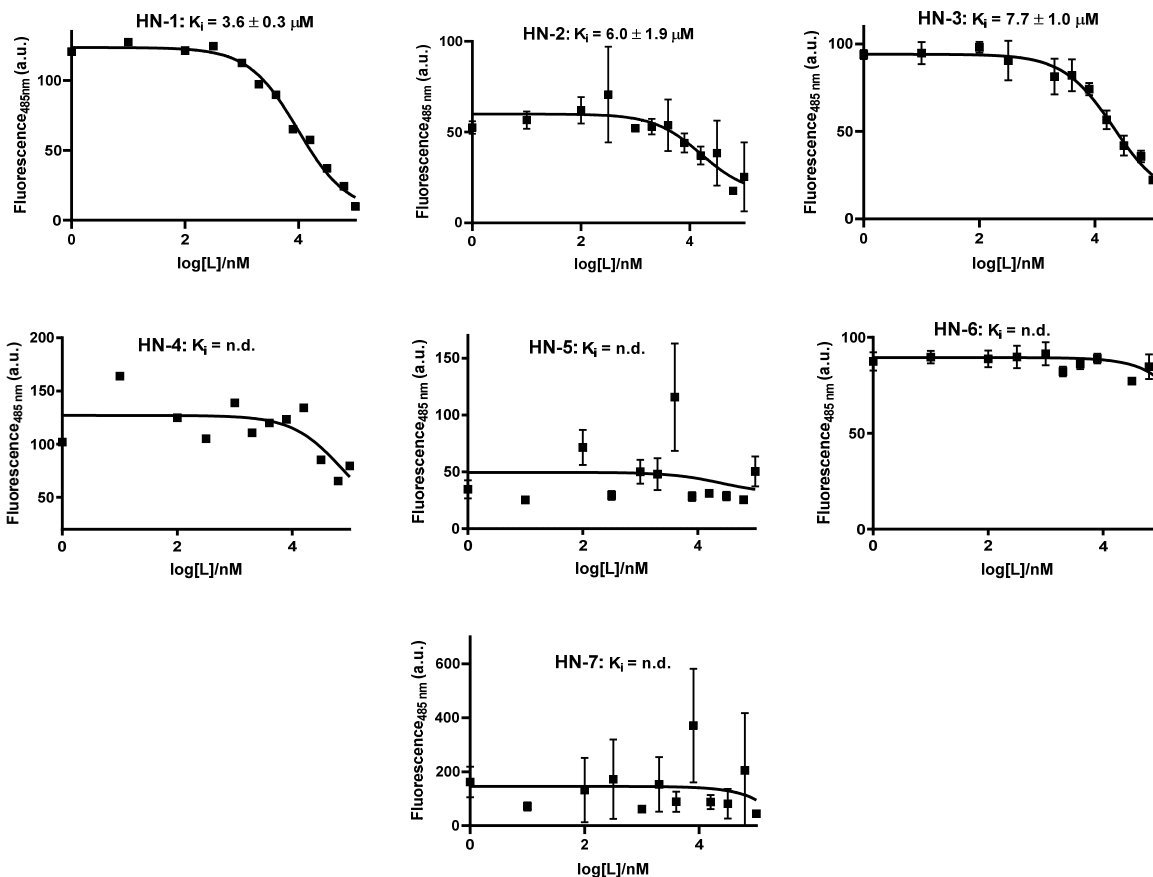 HN-1: Ki = 3.6 ± 0.3 µM
Fluorescence485nm (a.u.)
100
50
0
0 2 4
log[L]/nM
HN-2: Ki = 6.0 ± 1.9 µM
Fluorescence485 nm (a.u.)
100
50
0
0 2 4
log[L]/nM
HN-3: Ki = 7.7 ± 1.0 µM
Fluorescence485 nm (a.u.)
100
50
0
0 2 4
log[L]/nM
HN-4: Ki = n.d.
Fluorescence485 nm (a.u.)
200
150
100
50
0 2 4
log[L]/nM
HN-5: Ki = n.d.
Fluorescence485 nm (a.u.)
150
100
50
0
0 2 4
log[L]/nM
HN-6: Ki = n.d.
Fluorescence485 nm (a.u.)
100
50
0
0 2 4
log[L]/nM
HN-7: Ki = n.d.
Fluorescence485 nm (a.u.)
600
400
200
0
0 2 4
log[L]/nM